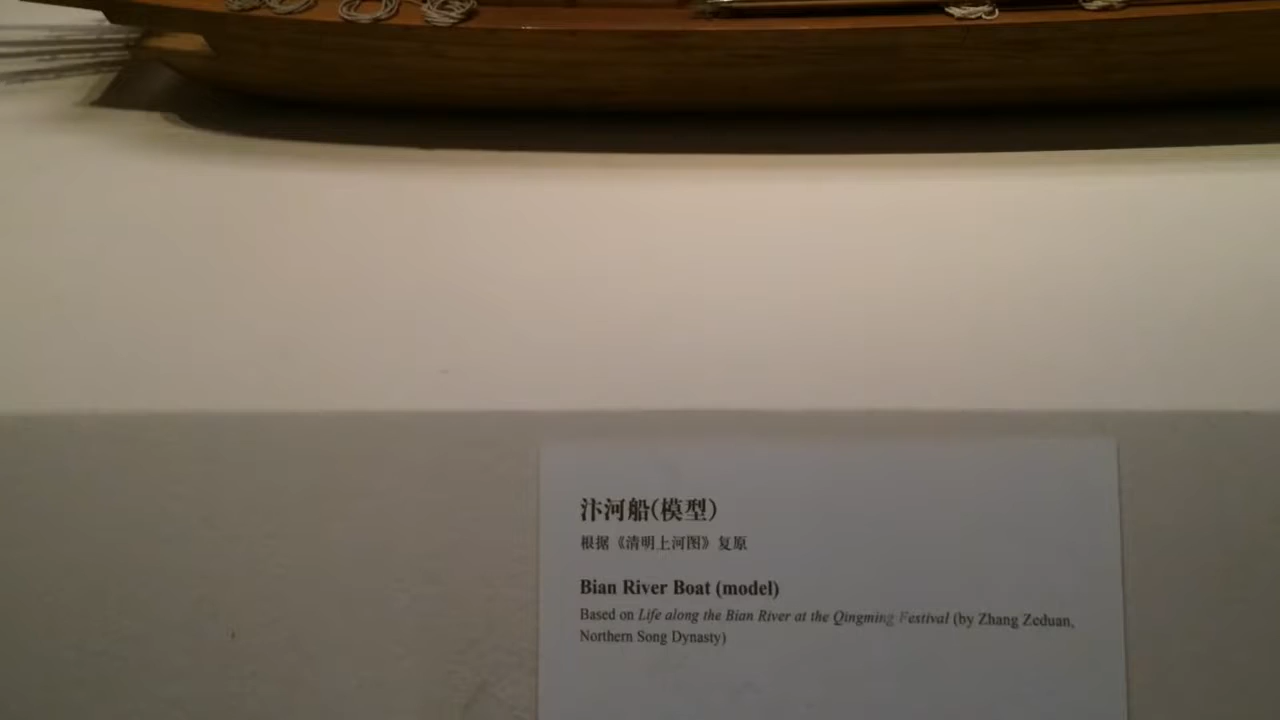 汴河船(模型)
根据《清明上河图》复原
Bian River Boat (model)
Based on Life along the Bian River at the Qingming Festival (by Zhang Zeduan,
Northern Song Dynasty)